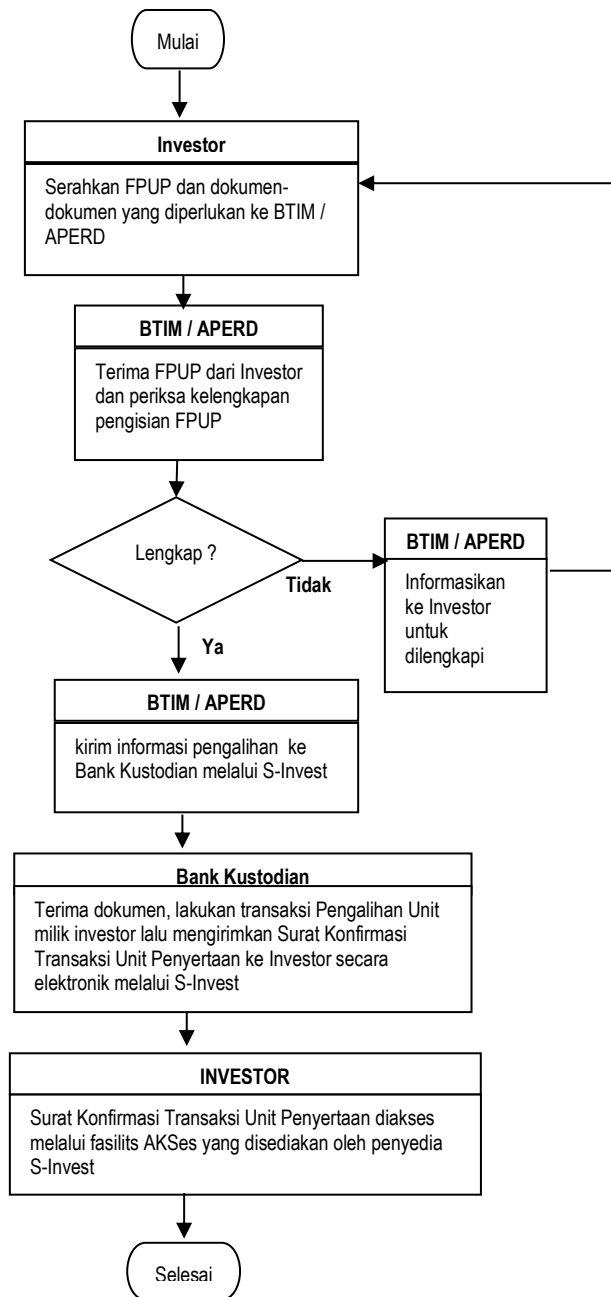 Mulai
Investor
Serahkan FPUP dan dokumen-
dokumen yang diperlukan ke BTIM /
APERD
BTIM / APERD
Terima FPUP dari Investor
dan periksa kelengkapan
pengisian FPUP
Lengkap ?
Tidak
BTIM / APERD
Informasikan
ke Investor
untuk
dilengkapi
Ya
BTIM / APERD
kirim informasi pengalihan ke
Bank Kustodian melalui S-Invest
Bank Kustodian
Terima dokumen, lakukan transaksi Pengalihan Unit
milik investor lalu mengirimkan Surat Konfirmasi
Transaksi Unit Penyertaan ke Investor secara
elektronik melalui S-Invest
INVESTOR
Surat Konfirmasi Transaksi Unit Penyertaan diakses
melalui fasilits AKSes yang disediakan oleh penyedia
S-Invest
Selesai